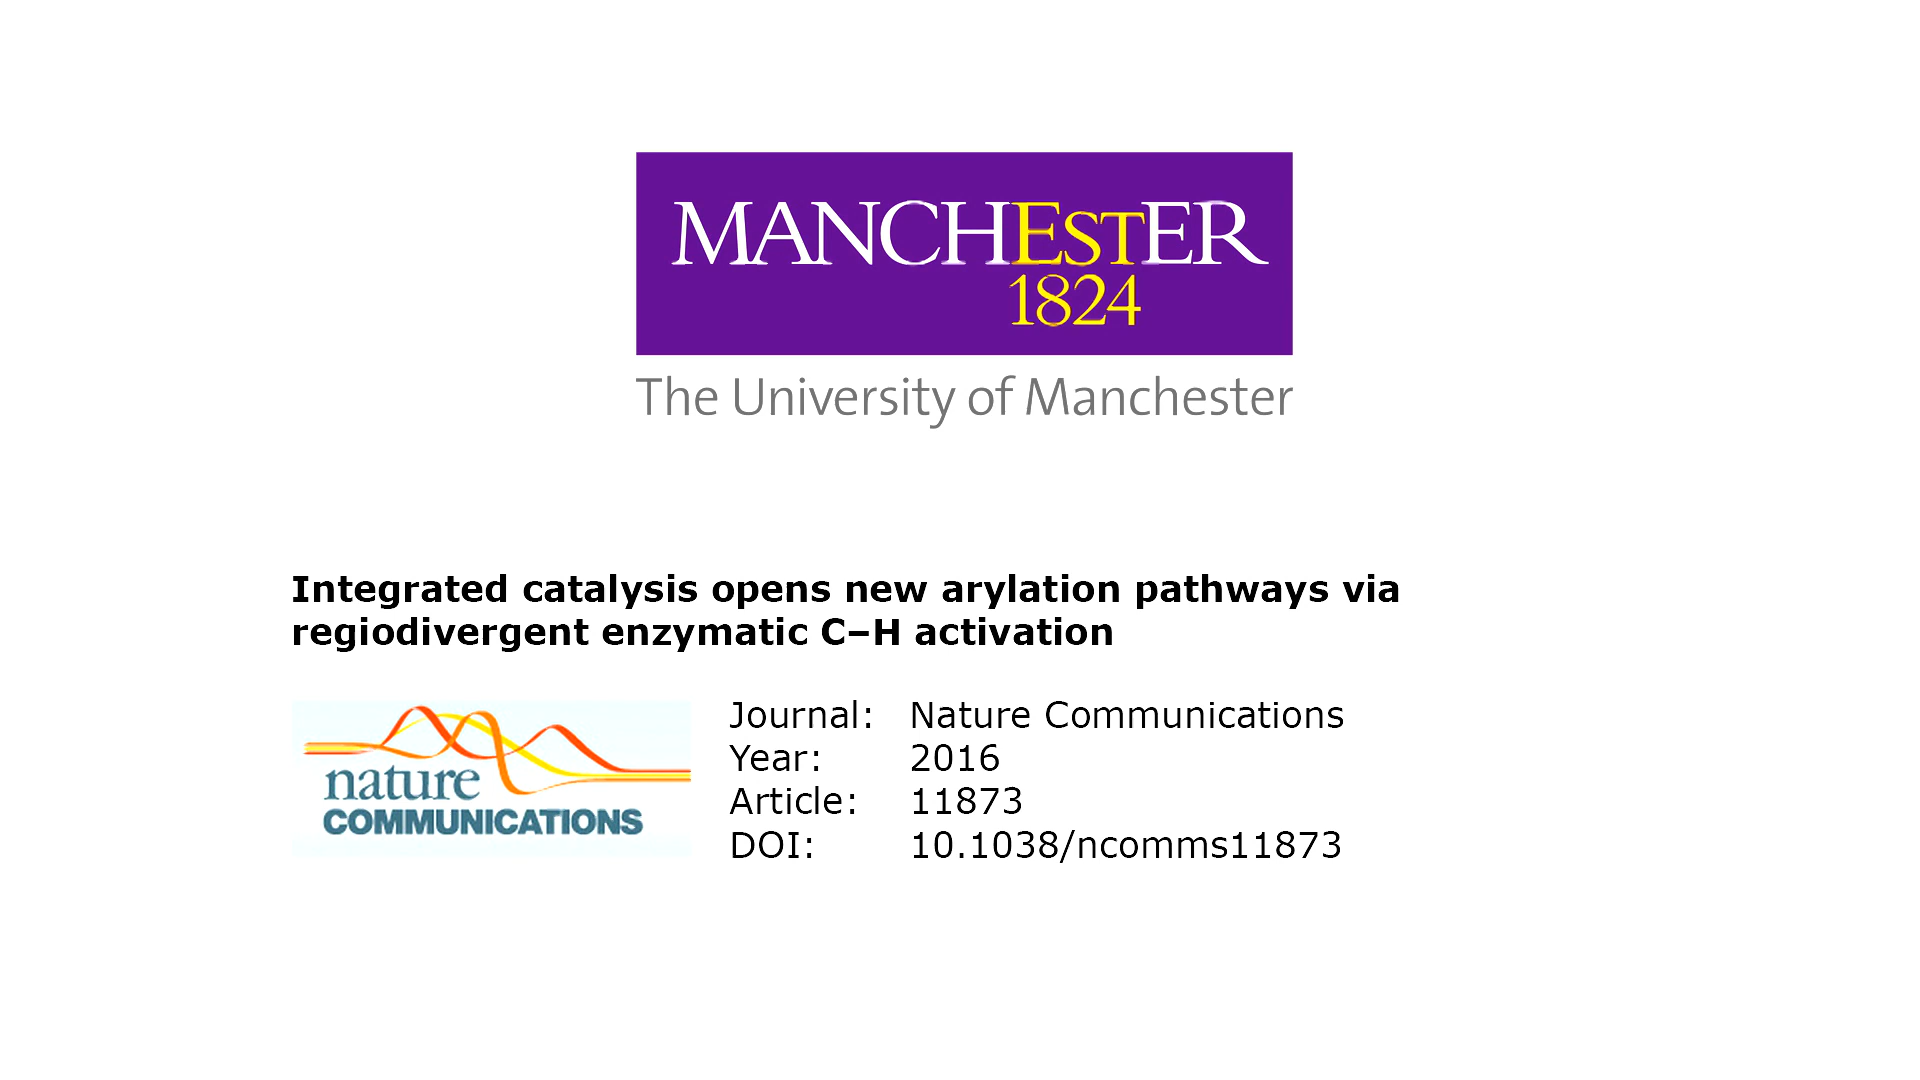 MANCHESTER
1824
The University of Manchester
Integrated catalysis opens new arylation pathways via
regiodivergent enzymatic C–H activation
nature
COMMUNICATIONS
Journal: Nature Communications
Year: 2016
Article: 11873
DOI: 10.1038/ncomms11873